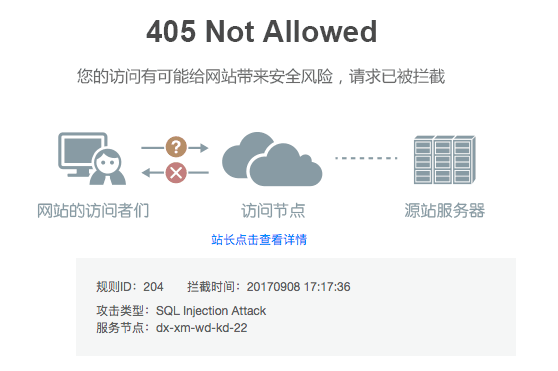 405 Not Allowed
您的访问有可能给网站带来安全风险，请求已被拦截
?
网站的访问者们 访问节点 源站服务器
站长点击查看详情
规则ID：204 拦截时间：20170908 17:17:36
攻击类型：SQL Injection Attack
服务节点：dx-xm-wd-kd-22